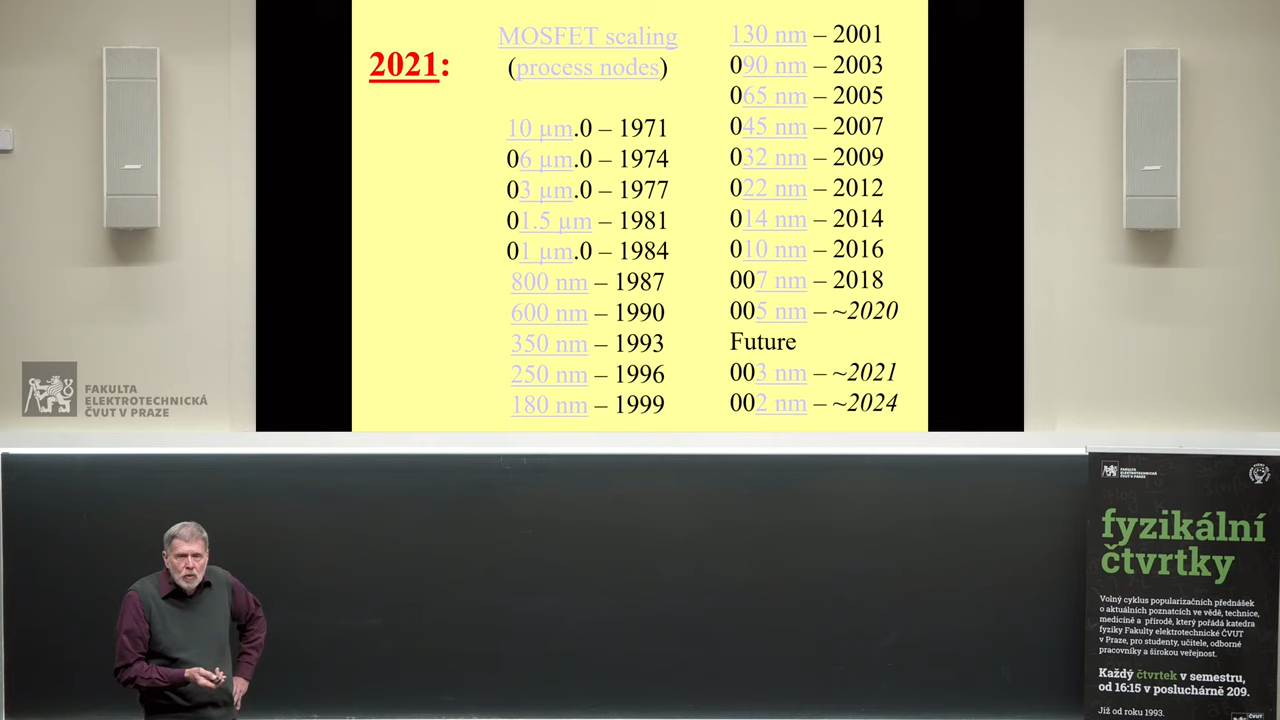 2021:
MOSFET scaling
(process nodes)
10 µm.0 – 1971
06 µm.0 – 1974
03 µm.0 – 1977
01.5 µm – 1981
01 µm.0 – 1984
800 nm – 1987
600 nm – 1990
350 nm – 1993
250 nm – 1996
180 nm – 1999
130 nm – 2001
090 nm – 2003
065 nm – 2005
045 nm – 2007
032 nm – 2009
022 nm – 2012
014 nm – 2014
010 nm – 2016
007 nm – 2018
005 nm – ~2020
Future
003 nm – ~2021
002 nm – ~2024
FAKULTA
ELEKTROTECHNICKÁ
ČVUT V PRAZE
FAKULTA
ELEKTROTECHNICKÁ
ČVUT V PRAZE
fyzikální
čtvrtky
Volný cyklus popularizačních přednášek
o aktuálních poznatcích ve vědě, technice,
medicíně a přírodě, který pořádá katedra
fyziky Fakulty elektrotechnické ČVUT
v Praze, pro studenty, učitele, odborné
pracovníky a širokou veřejnost.
Každý čtvrtek v semestru,
od 16:15 v posluchárně 209.
Již od roku 1993.